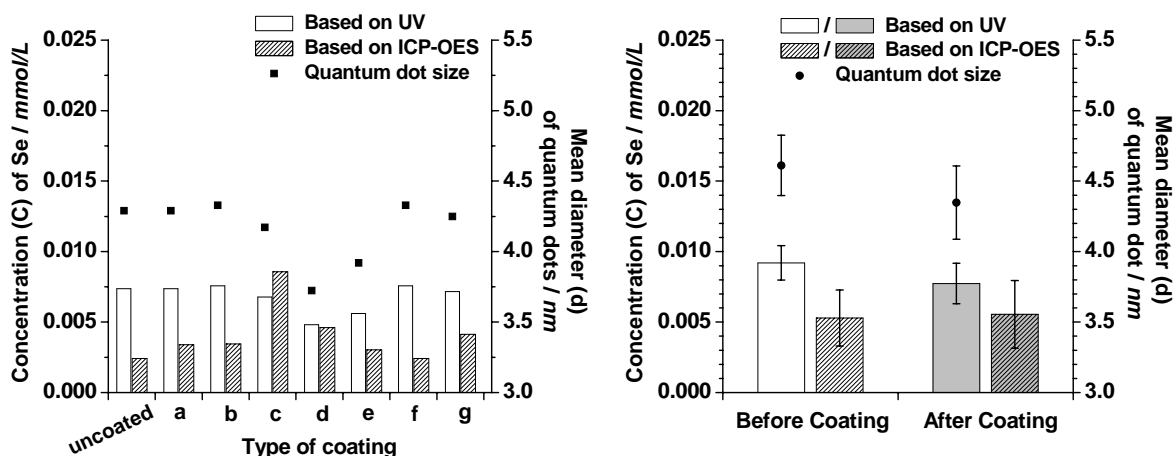 Based on UV
Based on ICP-OES
Quantum dot size
0.025
0.020
0.015
0.010
0.005
0.000
Concentration (C) of Se / mmol/L
5.5
5.0
4.5
4.0
3.5
3.0
Mean diameter (d)
of quantum dots / nm
uncoated a b c d e f g
Type of coating
/ Based on UV
/ Based on ICP-OES
Quantum dot size
0.025
0.020
0.015
0.010
0.005
0.000
Concentration (C) of Se / mmol/L
5.5
5.0
4.5
4.0
3.5
3.0
Mean diameter (d)
of quantum dot / nm
Before Coating After Coating